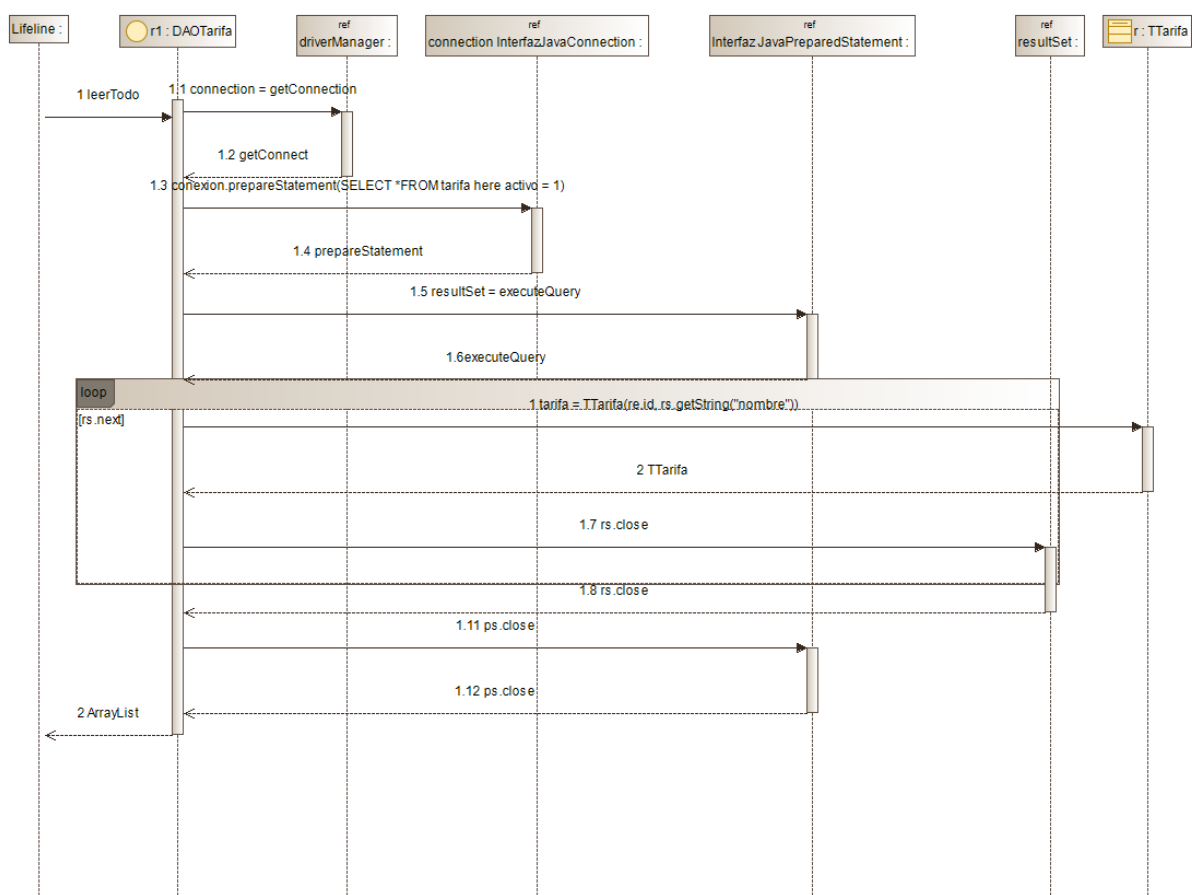 Lifeline :
r1 : DAOTarifa
ref
driverManager :
ref
connection InterfazJavaConnection :
ref
InterfazJavaPreparedStatement :
ref
resultSet :
r : TTarifa
1 leerTodo
1.1 connection = getConnection
1.2 getConnect
1.3 conexion.prepareStatement(SELECT *FROM tarifa here activo = 1)
1.4 prepareStatement
1.5 resultSet = executeQuery
1.6executeQuery
loop
1 tarifa = TTarifa(re.id, rs.getString("nombre"))
[rs.next]
2 TTarifa
1.7 rs.close
1.8 rs.close
1.11 ps.close
1.12 ps.close
2 ArrayList